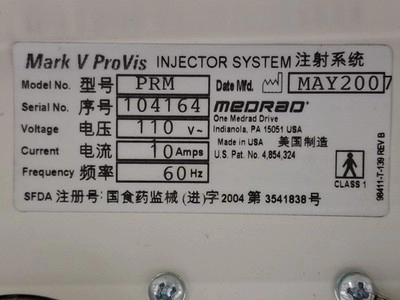 Mark V ProVis INJECTOR SYSTEM 注射系统
Model No. 型号 PRM Date Mfd. MAY2007
Serial No. 序号 104164 MEDRAD
One Medrad Drive
Voltage 电压 110 V~ Indianola, PA 15051 USA
Made in USA 美国制造
Current 电流 10 Amps U.S. Pat. No. 4,854,324
Frequency 频率 60 Hz
CLASS 1
SFDA 注册号: 国食药监械 (进)字 2004 第 3541838 号
98411-T-139 REV B